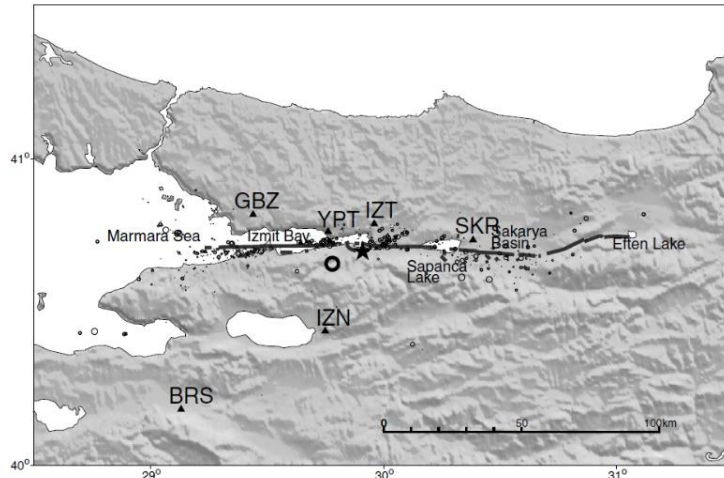 41°
GBZ
YPT
IZT
SKR
Marmara Sea
Izmit Bay
Sakarya
Basin
Eften Lake
Sapanca
Lake
IZN
BRS
0
50
100km
40°
29°
30°
31°